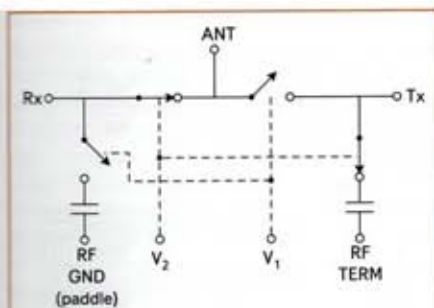 ANT
Rx
Tx
RF
GND
(paddle)
V₂
V₁
RF
TERM